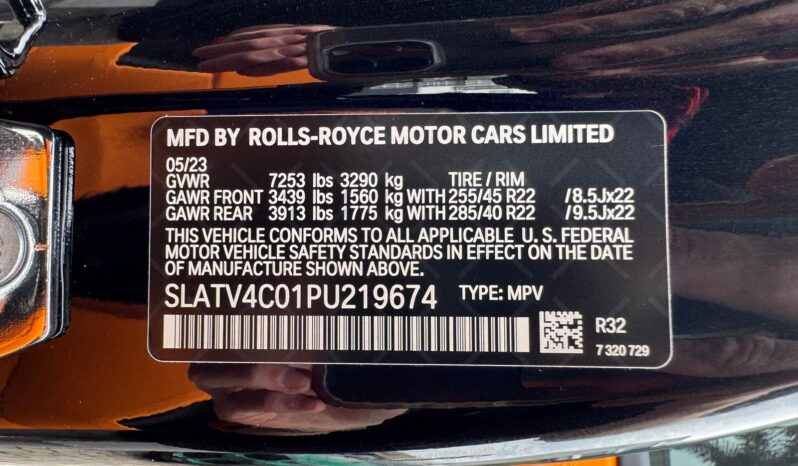 MFD BY ROLLS-ROYCE MOTOR CARS LIMITED
05/23
GVWR 7253 lbs 3290 kg TIRE / RIM
GAWR FRONT 3439 lbs 1560 kg WITH 255/45 R22 /8.5Jx22
GAWR REAR 3913 lbs 1775 kg WITH 285/40 R22 /9.5Jx22
THIS VEHICLE CONFORMS TO ALL APPLICABLE U. S. FEDERAL
MOTOR VEHICLE SAFETY STANDARDS IN EFFECT ON THE DATE
OF MANUFACTURE SHOWN ABOVE.
SLATV4C01PU219674 TYPE: MPV
R32
7 320 729